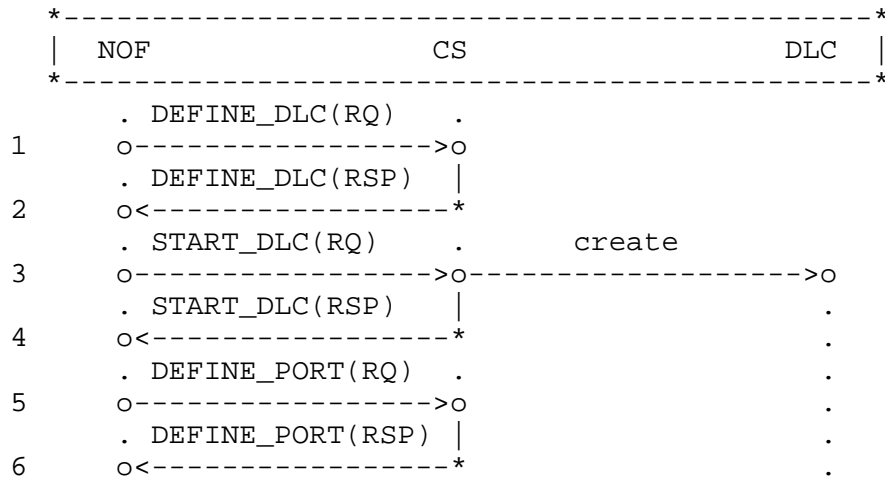 *----------------------------------------------*
|  NOF                CS                  DLC  |
*----------------------------------------------*
. DEFINE_DLC(RQ)   .
1      o----------------->o
. DEFINE_DLC(RSP)  |
2      o<-----------------*
. START_DLC(RQ)    .      create
3      o----------------->o------------------->o
. START_DLC(RSP)   |                    .
4      o<-----------------*                    .
. DEFINE_PORT(RQ)  .                    .
5      o----------------->o                    .
. DEFINE_PORT(RSP) |                    .
6      o<-----------------*                    .